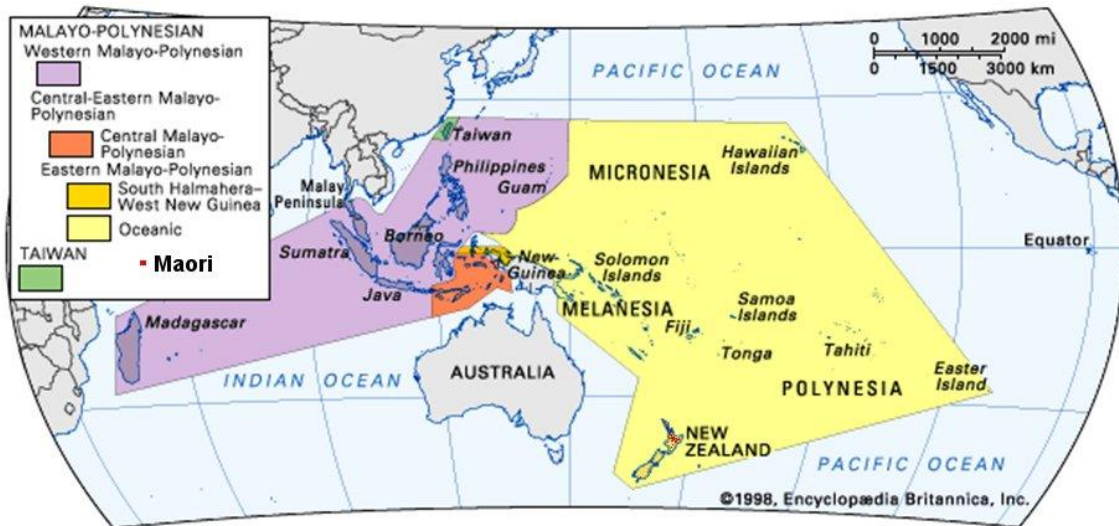 MALAYO-POLYNESIAN
Western Malayo-Polynesian
Central-Eastern Malayo-
Polynesian
Central Malayo-
Polynesian
Eastern Malayo-Polynesian
South Halmahera–
West New Guinea
Oceanic
TAIWAN
Maori
0 1000 2000 mi
0 1500 3000 km
PACIFIC OCEAN
Taiwan
Philippines
Guam
MICRONESIA
Hawaiian
Islands
Malay
Peninsula
Sumatra
Borneo
Java
New
Guinea
Solomon
Islands
MELANESIA
Equator
Madagascar
Fiji
Samoa
Islands
Tonga
Tahiti
INDIAN OCEAN
AUSTRALIA
POLYNESIA
Easter
Island
NEW
ZEALAND
PACIFIC OCEAN
©1998, Encyclopædia Britannica, Inc.